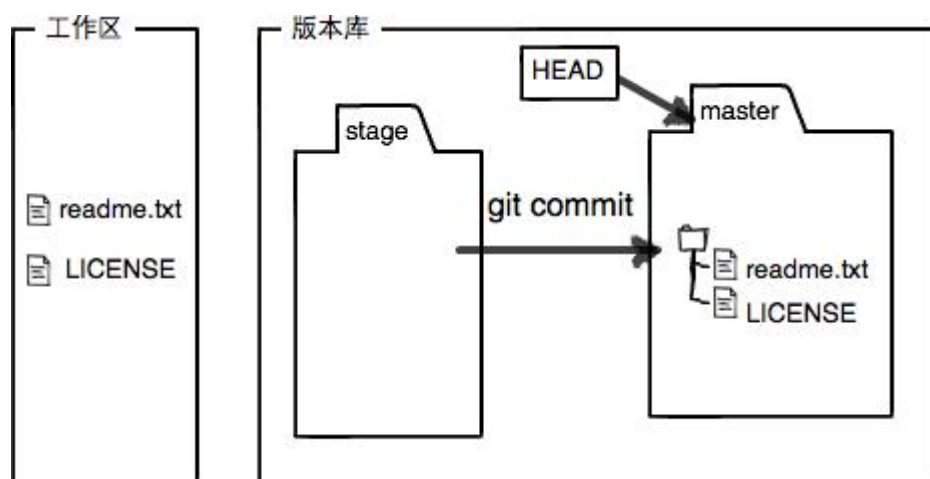 工作区
readme.txt
LICENSE
版本库
HEAD
stage
master
git commit
readme.txt
LICENSE